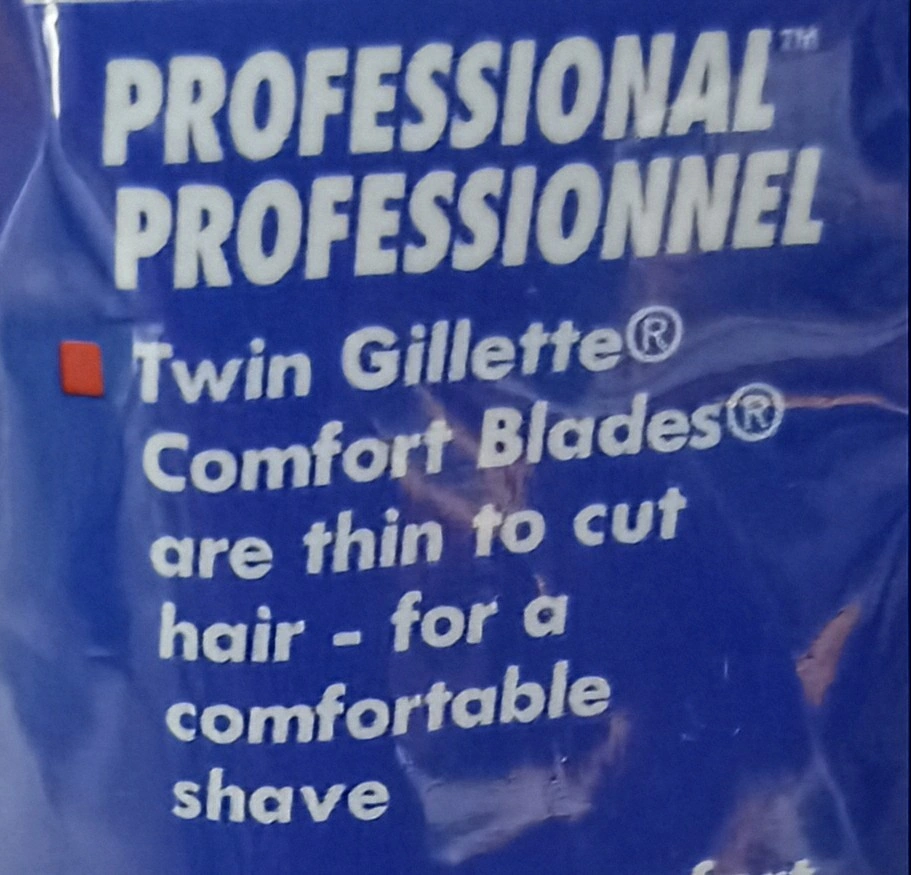 PROFESSIONAL™
PROFESSIONNEL
Twin Gillette®
Comfort Blades®
are thin to cut
hair - for a
comfortable
shave